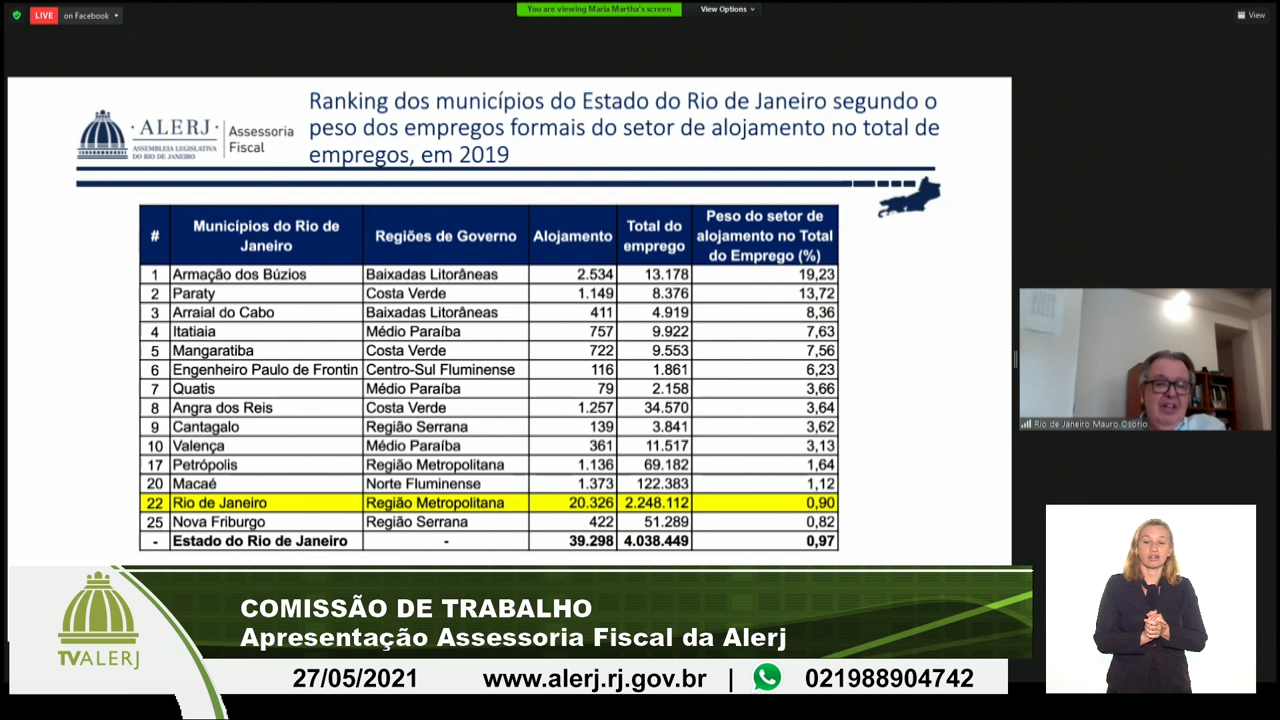 LIVE on Facebook
You are viewing Maria Martha's screen
View Options
View
Ranking dos municípios do Estado do Rio de Janeiro segundo o
peso dos empregos formais do setor de alojamento no total de
empregos, em 2019
·ALERJ·
ASSEMBLEIA LEGISLATIVA
DO RIO DE JANEIRO
Assessoria
Fiscal
# Municípios do Rio de Janeiro Regiões de Governo Alojamento Total do emprego Peso do setor de alojamento no Total do Emprego (%)
1 Armação dos Búzios Baixadas Litorâneas 2.534 13.178 19,23
2 Paraty Costa Verde 1.149 8.376 13,72
3 Arraial do Cabo Baixadas Litorâneas 411 4.919 8,36
4 Itatiaia Médio Paraíba 757 9.922 7,63
5 Mangaratiba Costa Verde 722 9.553 7,56
6 Engenheiro Paulo de Frontin Centro-Sul Fluminense 116 1.861 6,23
7 Quatis Médio Paraíba 79 2.158 3,66
8 Angra dos Reis Costa Verde 1.257 34.570 3,64
9 Cantagalo Região Serrana 139 3.841 3,62
10 Valença Médio Paraíba 361 11.517 3,13
17 Petrópolis Região Metropolitana 1.136 69.182 1,64
20 Macaé Norte Fluminense 1.373 122.383 1,12
22 Rio de Janeiro Região Metropolitana 20.326 2.248.112 0,90
25 Nova Friburgo Região Serrana 422 51.289 0,82
- Estado do Rio de Janeiro - 39.298 4.038.449 0,97
Rio de Janeiro Mauro Osorio
TVALERJ
COMISSÃO DE TRABALHO
Apresentação Assessoria Fiscal da Alerj
27/05/2021 www.alerj.rj.gov.br | 021988904742